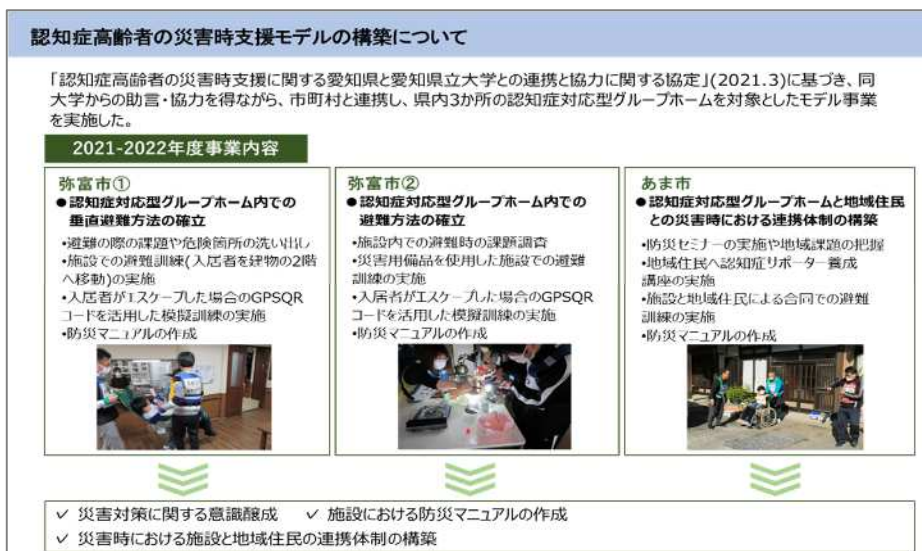 認知症高齢者の災害時支援モデルの構築について
「認知症高齢者の災害時支援に関する愛知県と愛知県立大学との連携と協力に関する協定」(2021.3)に基づき、同
大学からの助言・協力を得ながら、市町村と連携し、県内3か所の認知症対応型グループホームを対象としたモデル事業
を実施した。
2021-2022年度事業内容
弥富市①
●認知症対応型グループホーム内での
垂直避難方法の確立
•避難の際の課題や危険箇所の洗い出し
•施設での避難訓練(入居者を建物の2階
へ移動)の実施
•入居者がエスケープした場合のGPSQR
コードを活用した模擬訓練の実施
•防災マニュアルの作成
弥富市②
●認知症対応型グループホーム内での
避難方法の確立
•施設内での避難時の課題調査
•災害用備品を使用した施設での避難
訓練の実施
•入居者がエスケープした場合のGPSQR
コードを活用した模擬訓練の実施
•防災マニュアルの作成
あま市
●認知症対応型グループホームと地域住民
との災害時における連携体制の構築
•防災セミナーの実施や地域課題の把握
•地域住民へ認知症サポーター養成
講座の実施
•施設と地域住民による合同での避難
訓練の実施
•防災マニュアルの作成
✓ 災害対策に関する意識醸成 ✓ 施設における防災マニュアルの作成
✓ 災害時における施設と地域住民の連携体制の構築